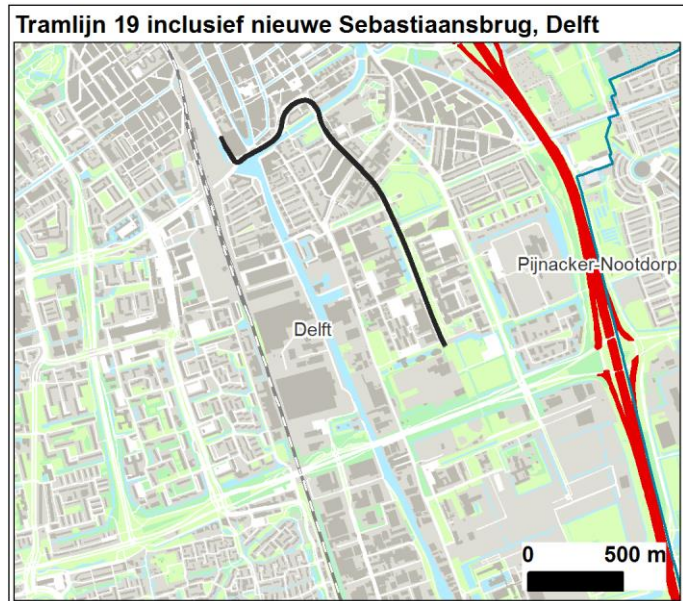 Tramlijn 19 inclusief nieuwe Sebastiaansbrug, Delft
Pijnacker-Nootdorp
Delft
0 500 m